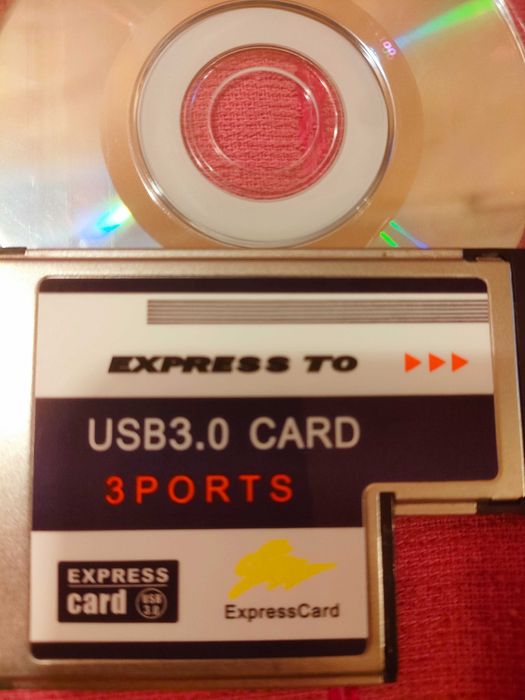 EXPRESS TO
USB3.0 CARD
3PORTS
EXPRESS
card USB 3.0
ExpressCard